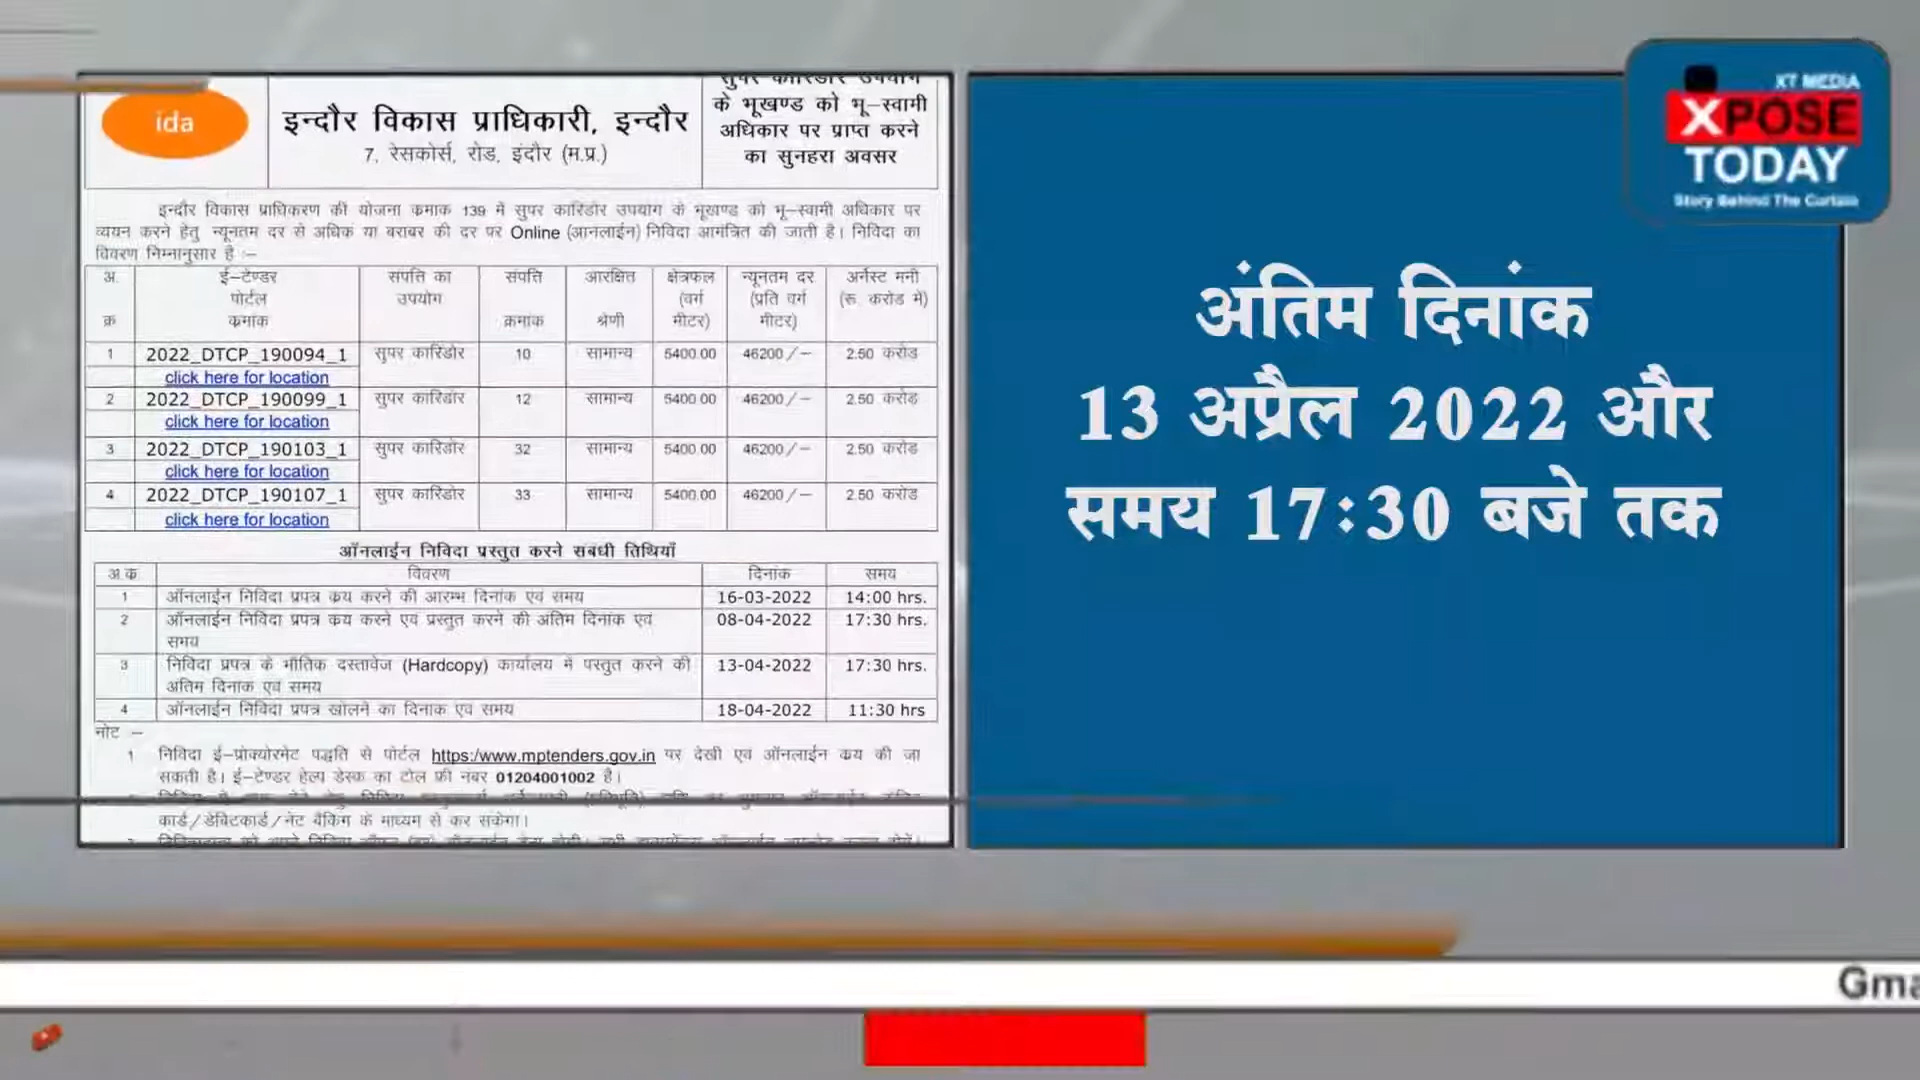 ida
इन्दौर विकास प्राधिकारी, इन्दौर
7, रेसकोर्स, रोड, इंदौर (म.प्र.)
सुपर कारिडोर उपयोग
के भूखण्ड को भू–स्वामी
अधिकार पर प्राप्त करने
का सुनहरा अवसर
इन्दौर विकास प्राधिकरण की योजना कमाक 139 में सुपर कारिडोर उपयोग के भूखण्ड को भू–स्वामी अधिकार पर
व्ययन करने हेतु न्यूनतम दर से अधिक या बराबर की दर पर Online (आनलाईन) निविदा आमंत्रित की जाती है। निविदा का
विवरण निम्नानुसार है :–
अ. ई–टेण्डर संपति का संपत्ति आरक्षित क्षेत्रफल न्यूनतम दर अर्नेस्ट मनी
पोर्टल उपयोग (वर्ग (प्रति वर्ग (रू. करोड में)
क्र कमाक कमांक श्रेणी मीटर) मीटर)
1 2022_DTCP_190094_1 सुपर कारिडोर 10 सामान्य 5400.00 46200/– 2.50 करोड
click here for location
2 2022_DTCP_190099_1 सुपर कारिडोर 12 सामान्य 5400.00 46200/– 2.50 करोड
click here for location
3 2022_DTCP_190103_1 सुपर कारिडोर 32 सामान्य 5400.00 46200/– 2.50 करोड
click here for location
4 2022_DTCP_190107_1 सुपर कारिडोर 33 सामान्य 5400.00 46200/– 2.50 करोड
click here for location
ऑनलाईन निविदा प्रस्तुत करने संबंधी तिथियाँ
अ.क. विवरण दिनांक समय
1 ऑनलाईन निविदा प्रपत्र कय करने की आरम्भ दिनांक एवं समय 16-03-2022 14:00 hrs.
2 ऑनलाईन निविदा प्रपत्र कय करने एवं प्रस्तुत करने की अंतिम दिनांक एवं 08-04-2022 17:30 hrs.
समय
3 निविदा प्रपत्र के भौतिक दस्तावेज (Hardcopy) कार्यालय में पस्तुत करने की 13-04-2022 17:30 hrs.
अंतिम दिनांक एवं समय
4 ऑनलाईन निविदा प्रपत्र खोलने का दिनांक एवं समय 18-04-2022 11:30 hrs
नोट –
1 निविदा ई–प्रोक्योरमेंट पद्धति से पोर्टल https:/www.mptenders.gov.in पर देखी एवं ऑनलाईन कय की जा
सकती है। ई–टेण्डर हेल्प डेस्क का टोल फ्री नंबर 01204001002 है।
कार्ड/डेबिटकार्ड/नेट बैंकिंग के माध्यम से कर सकेगा।
XT MEDIA
XPOSE
TODAY
Story Behind The Curtain
अंतिम दिनांक
13 अप्रैल 2022 और
समय 17:30 बजे तक
Gma